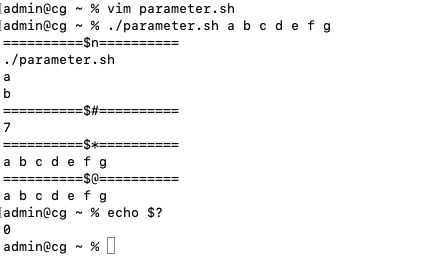 [admin@cg ~ % vim parameter.sh
[admin@cg ~ % ./parameter.sh a b c d e f g
==========$n==========
./parameter.sh
a
b
==========$#==========
7
==========$*==========
a b c d e f g
==========$@==========
a b c d e f g
[admin@cg ~ % echo $?
0
admin@cg ~ %